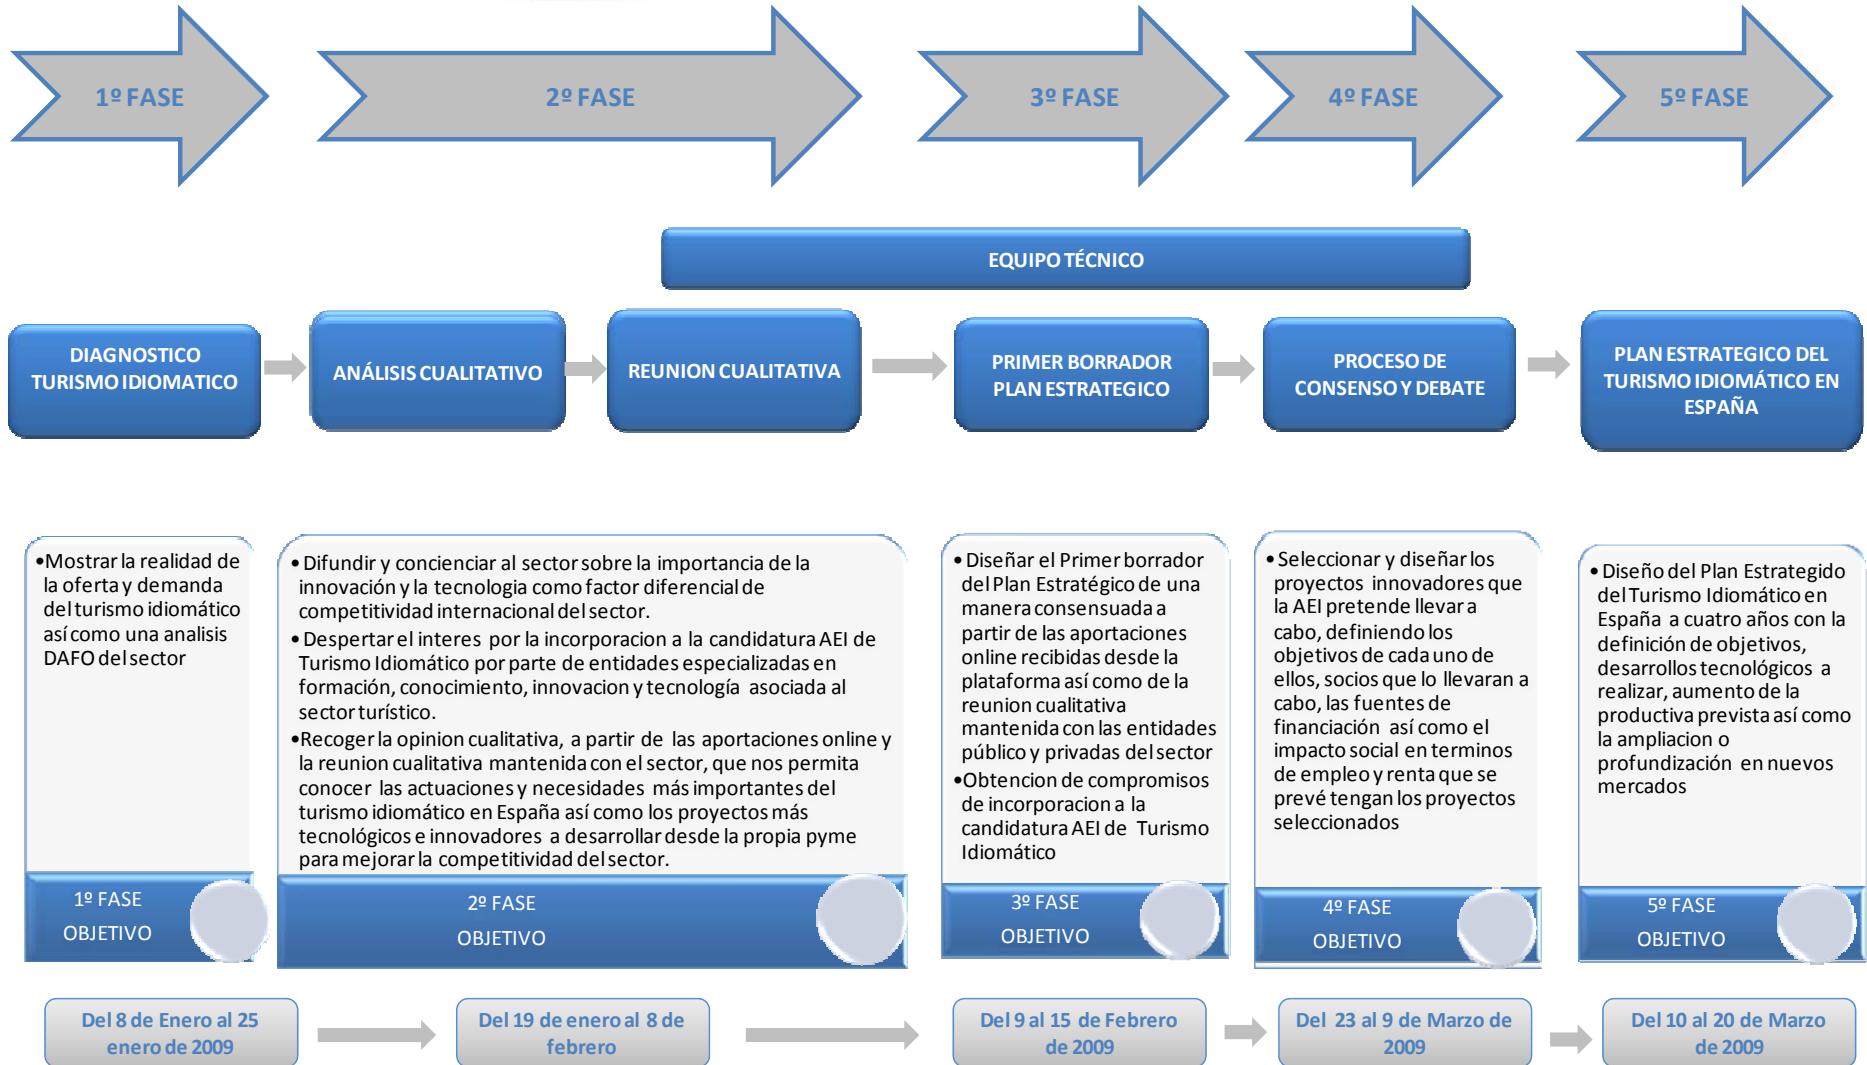 1º FASE
2º FASE
3º FASE
4º FASE
5º FASE
EQUIPO TÉCNICO
DIAGNOSTICO
TURISMO IDIOMATICO
ANÁLISIS CUALITATIVO
REUNION CUALITATIVA
PRIMER BORRADOR
PLAN ESTRATEGICO
PROCESO DE
CONSENSO Y DEBATE
PLAN ESTRATEGICO DEL
TURISMO IDIOMÁTICO EN
ESPAÑA
•Mostrar la realidad de
la oferta y demanda
del turismo idiomático
así como una analisis
DAFO del sector
1º FASE
OBJETIVO
• Difundir y concienciar al sector sobre la importancia de la
innovación y la tecnologia como factor diferencial de
competitividad internacional del sector.
• Despertar el interes por la incorporacion a la candidatura AEI de
Turismo Idiomático por parte de entidades especializadas en
formación, conocimiento, innovacion y tecnología asociada al
sector turístico.
•Recoger la opinion cualitativa, a partir de las aportaciones online y
la reunion cualitativa mantenida con el sector, que nos permita
conocer las actuaciones y necesidades más importantes del
turismo idiomático en España así como los proyectos más
tecnológicos e innovadores a desarrollar desde la propia pyme
para mejorar la competitividad del sector.
2º FASE
OBJETIVO
• Diseñar el Primer borrador
del Plan Estratégico de una
manera consensuada a
partir de las aportaciones
online recibidas desde la
plataforma así como de la
reunion cualitativa
mantenida con las entidades
público y privadas del sector
•Obtencion de compromisos
de incorporacion a la
candidatura AEI de Turismo
Idiomático
3º FASE
OBJETIVO
• Seleccionar y diseñar los
proyectos innovadores que
la AEI pretende llevar a
cabo, definiendo los
objetivos de cada uno de
ellos, socios que lo llevaran a
cabo, las fuentes de
financiación así como el
impacto social en terminos
de empleo y renta que se
prevé tengan los proyectos
seleccionados
4º FASE
OBJETIVO
• Diseño del Plan Estrategido
del Turismo Idiomático en
España a cuatro años con la
definición de objetivos,
desarrollos tecnológicos a
realizar, aumento de la
productiva prevista así como
la ampliacion o
profundización en nuevos
mercados
5º FASE
OBJETIVO
Del 8 de Enero al 25
enero de 2009
Del 19 de enero al 8 de
febrero
Del 9 al 15 de Febrero
de 2009
Del 23 al 9 de Marzo de
2009
Del 10 al 20 de Marzo
de 2009